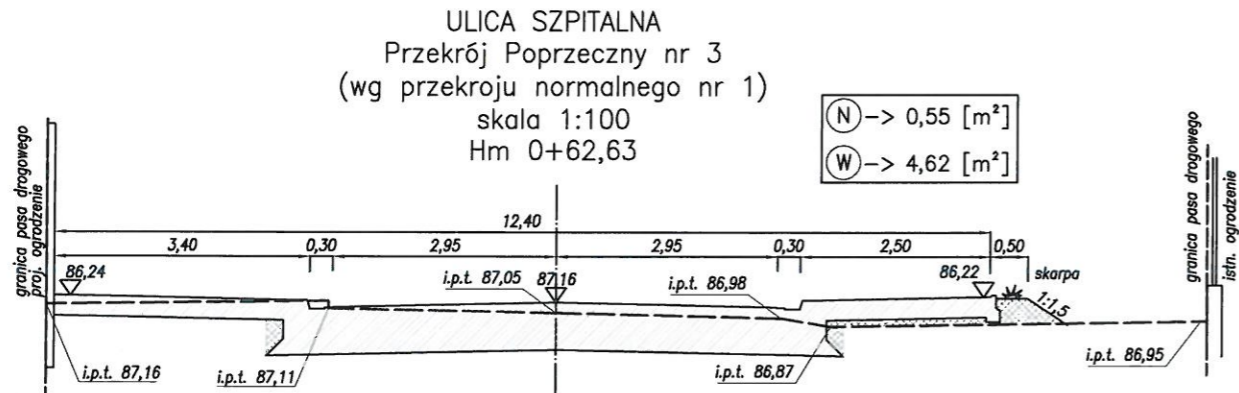 ULICA SZPITALNA
Przekrój Poprzeczny nr 3
(wg przekroju normalnego nr 1)
skala 1:100
Hm 0+62,63
N -> 0,55 [m²]
W -> 4,62 [m²]
granica pasa drogowego
proj. ogrodzenie
granica pasa drogowego
istn. ogrodzenie
12,40
3,40
0,30
2,95
2,95
0,30
2,50
0,50
86,24
i.p.t. 87,05
87,16
i.p.t. 86,98
86,22
skarpa
1:1,5
i.p.t. 87,16
i.p.t. 87,11
i.p.t. 86,87
i.p.t. 86,95